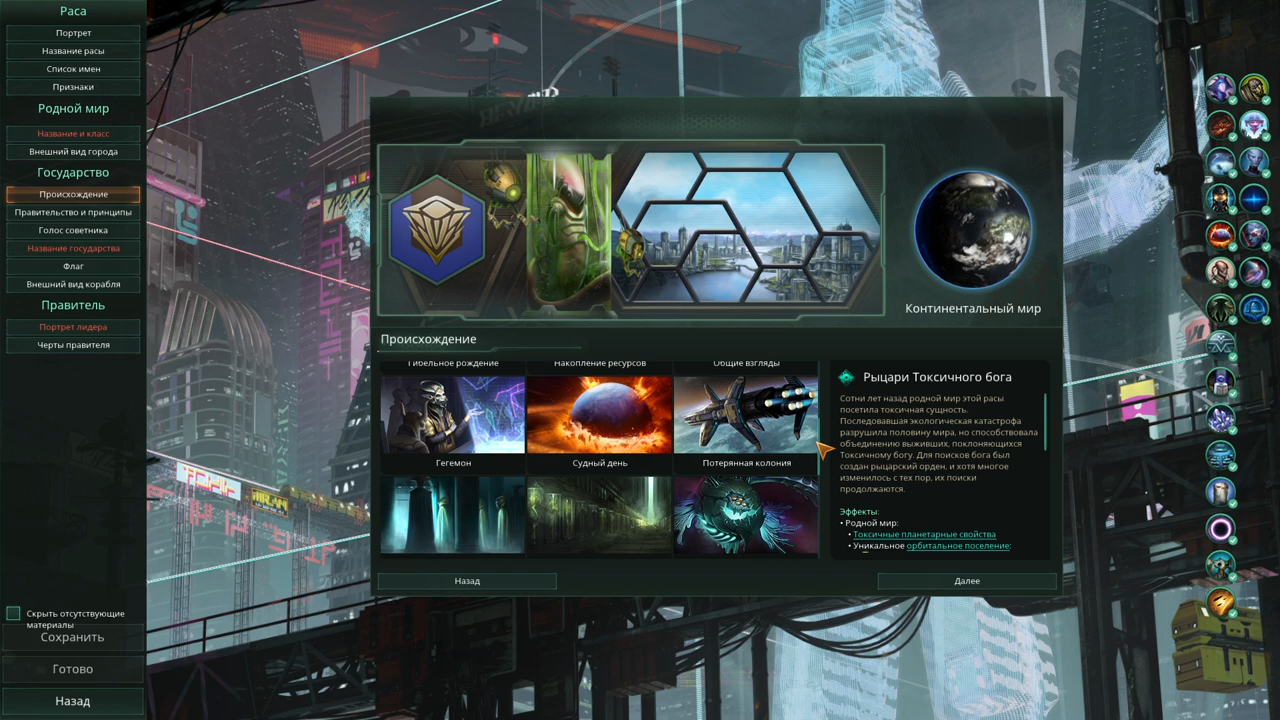 Раса
Портрет
Название расы
Список имен
Признаки
Родной мир
Название и класс
Внешний вид города
Государство
Происхождение
Правительство и принципы
Голос советника
Название государства
Флаг
Внешний вид корабля
Правитель
Портрет лидера
Черты правителя
Скрыть отсутствующие
материалы
Сохранить
Готово
Назад
Континентальный мир
Происхождение
Гибельное рождение
Накопление ресурсов
Общие взгляды
Гегемон
Судный день
Потерянная колония
Назад
Далее
Рыцари Токсичного бога
Сотни лет назад родной мир этой расы
посетила токсичная сущность.
Последовавшая экологическая катастрофа
разрушила половину мира, но способствовала
объединению выживших, поклоняющихся
Токсичному богу. Для поисков бога был
создан рыцарский орден, и хотя многое
изменилось с тех пор, их поиски
продолжаются.
Эффекты:
• Родной мир:
• Токсичные планетарные свойства
• Уникальное орбитальное поселение: